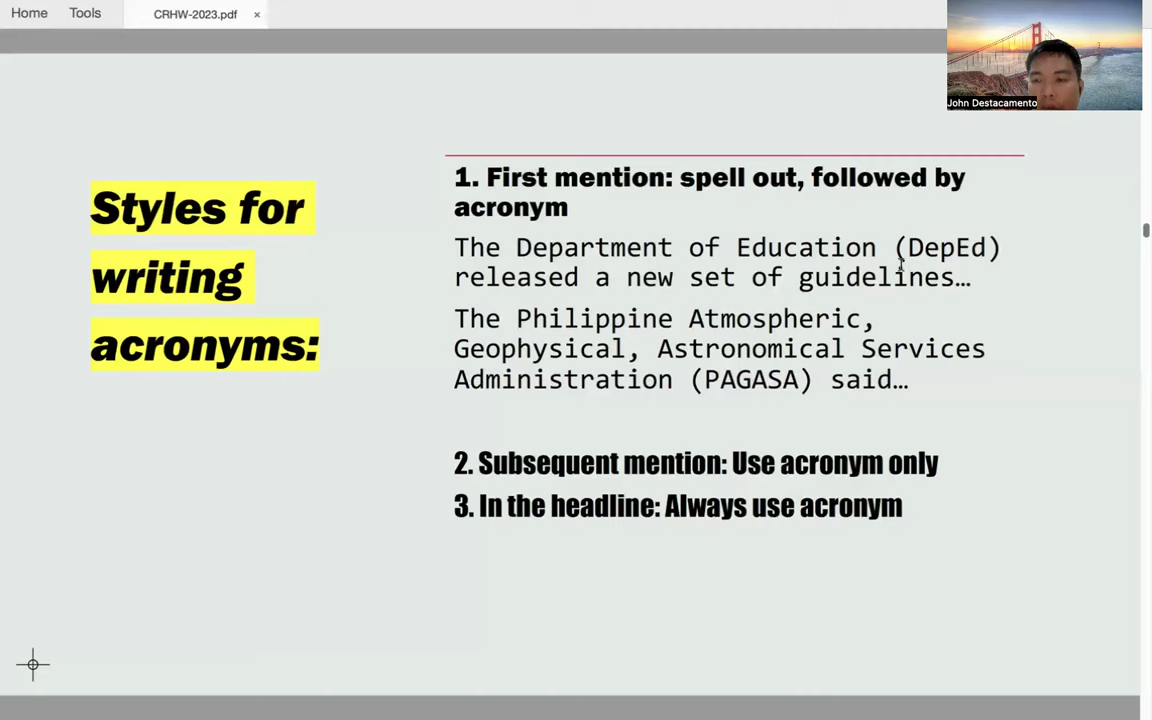 Home Tools CRHW-2023.pdf ×
John Destacamento
Styles for
writing
acronyms:
1. First mention: spell out, followed by
acronym
The Department of Education (DepEd)
released a new set of guidelines…
The Philippine Atmospheric,
Geophysical, Astronomical Services
Administration (PAGASA) said…
2. Subsequent mention: Use acronym only
3. In the headline: Always use acronym